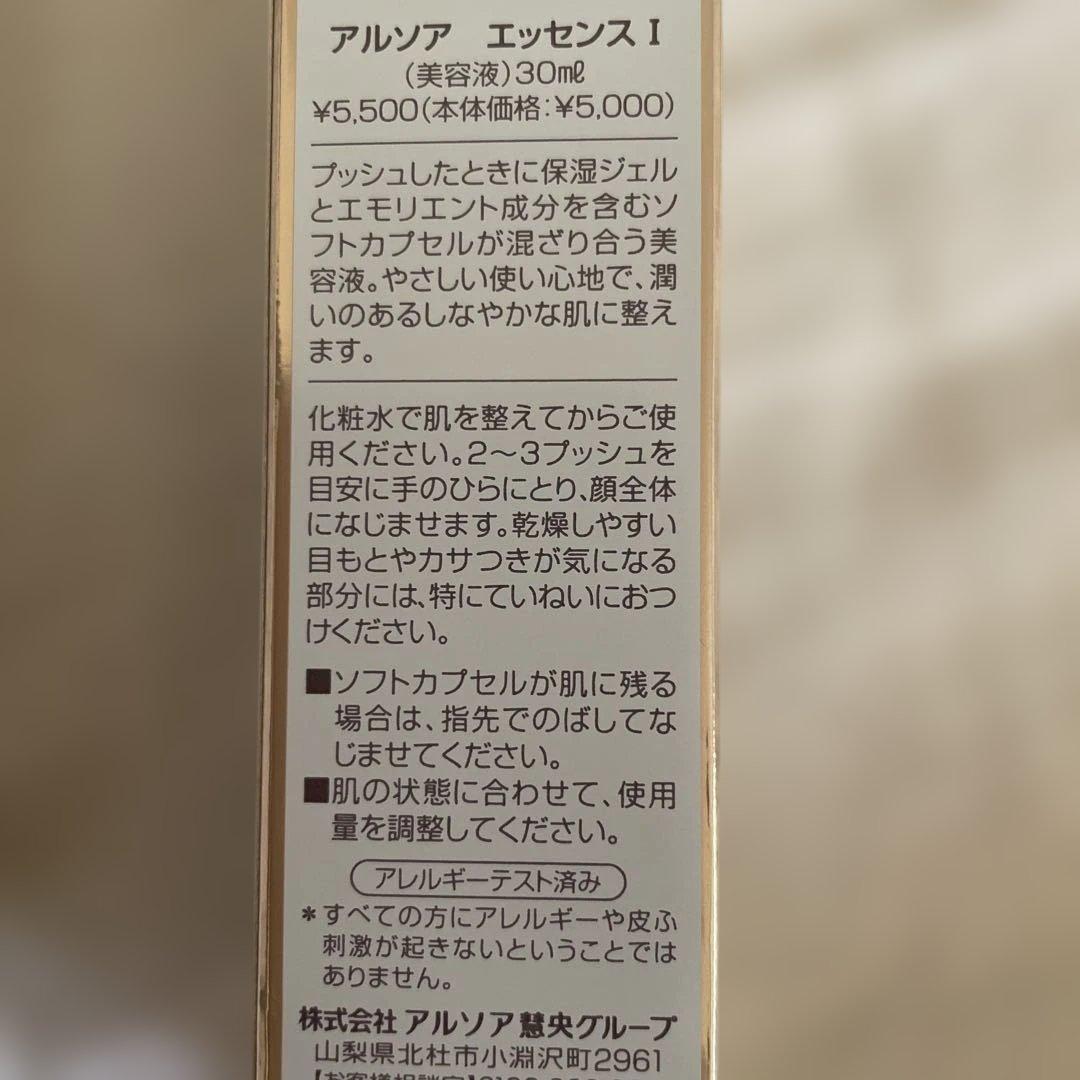 アルソア　エッセンスⅠ
（美容液）30㎖
¥5,500（本体価格：¥5,000）
プッシュしたときに保湿ジェル
とエモリエント成分を含むソ
フトカプセルが混ざり合う美
容液。やさしい使い心地で、潤
いのあるしなやかな肌に整え
ます。
化粧水で肌を整えてからご使
用ください。2～3プッシュを
目安に手のひらにとり、顔全体
になじませます。乾燥しやすい
目もとやカサつきが気になる
部分には、特にていねいにおつ
けください。
■ソフトカプセルが肌に残る
場合は、指先でのばしてな
じませてください。
■肌の状態に合わせて、使用
量を調整してください。
アレルギーテスト済み
＊すべての方にアレルギーや皮ふ
刺激が起きないということでは
ありません。
株式会社 アルソア 慧央グループ
山梨県北杜市小淵沢町2961